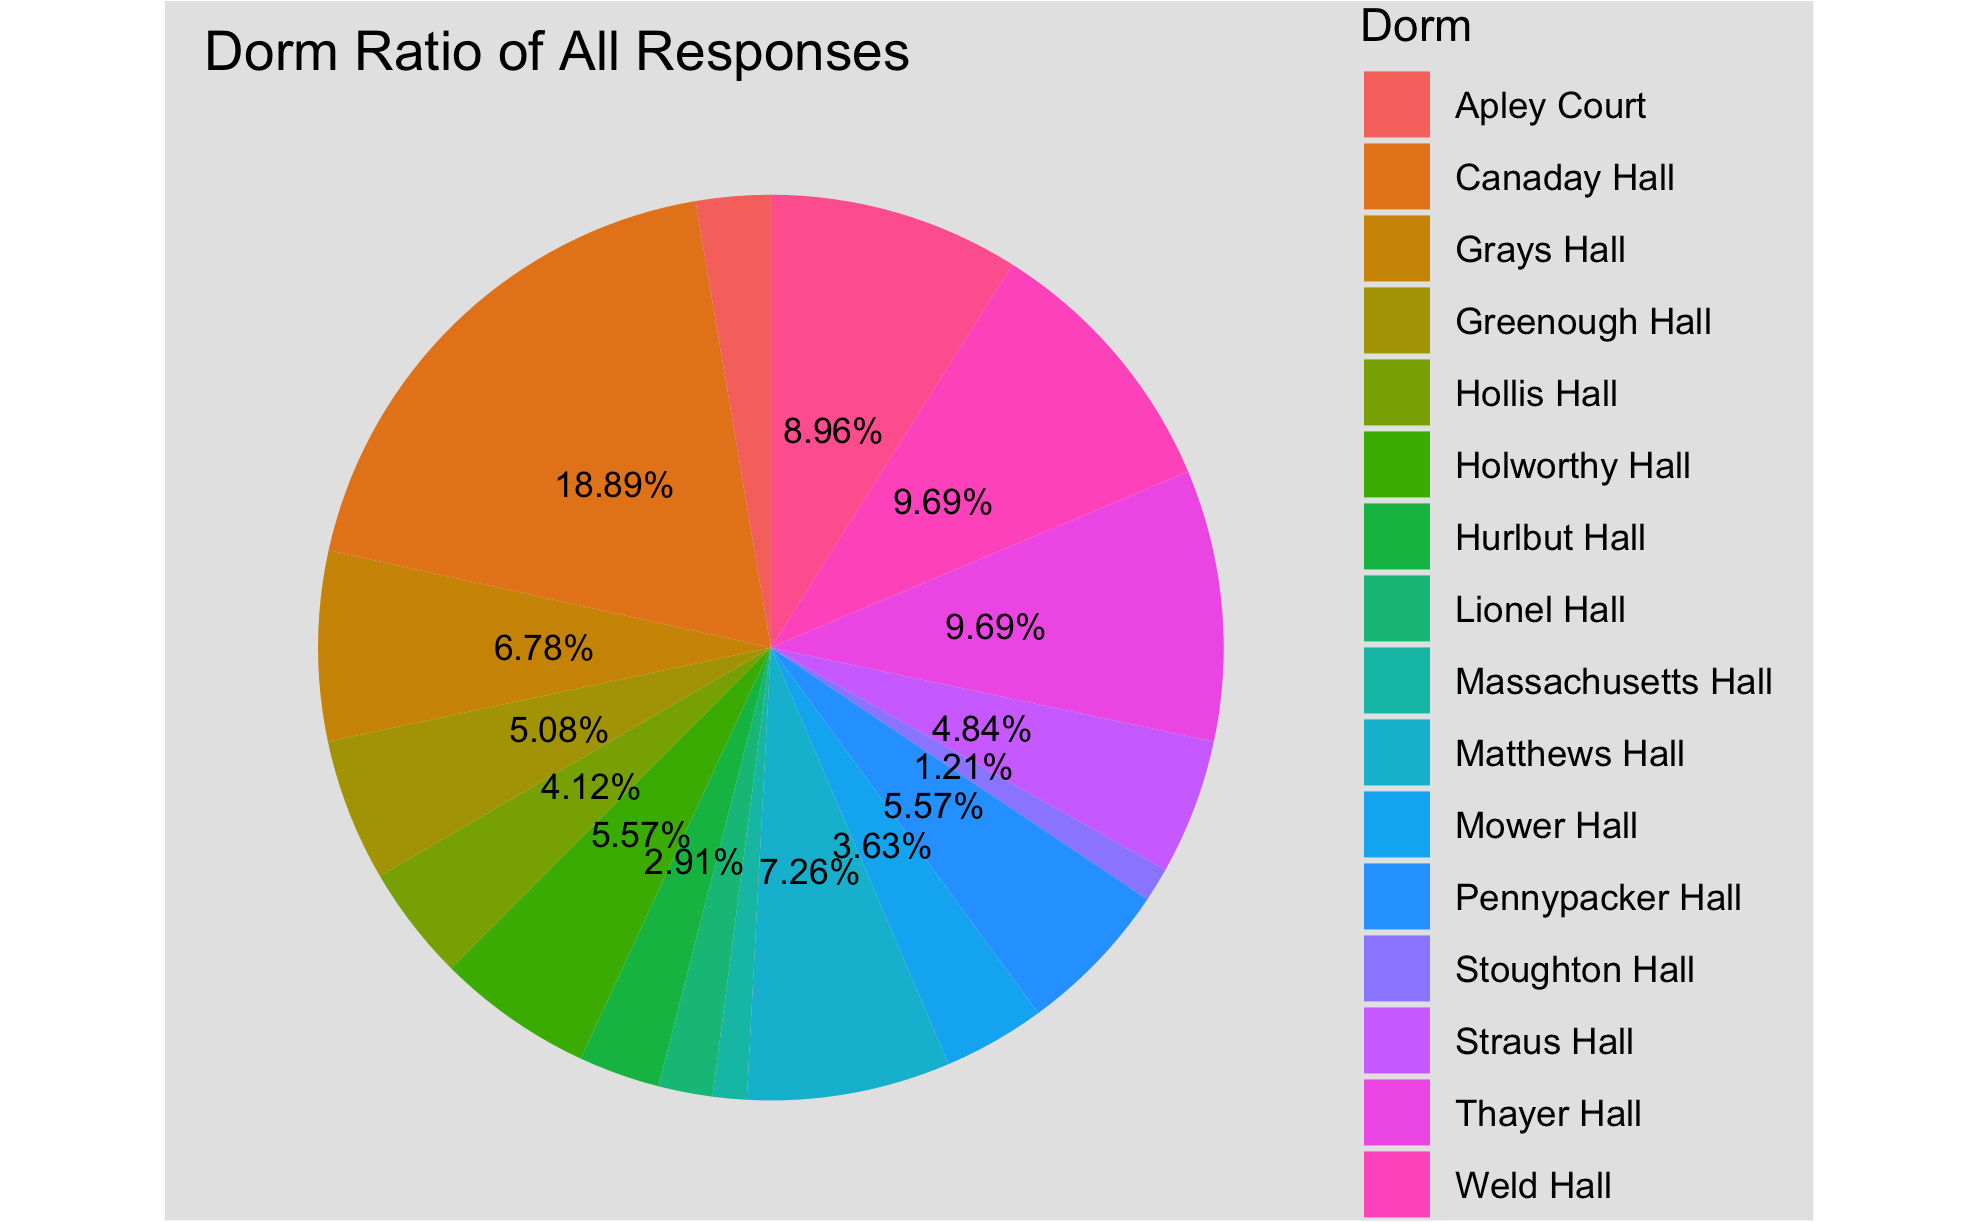 Dorm Ratio of All Responses
8.96%
9.69%
9.69%
4.84%
1.21%
5.57%
3.63%
7.26%
2.91%
5.57%
4.12%
5.08%
6.78%
18.89%
Dorm
Apley Court
Canaday Hall
Grays Hall
Greenough Hall
Hollis Hall
Holworthy Hall
Hurlbut Hall
Lionel Hall
Massachusetts Hall
Matthews Hall
Mower Hall
Pennypacker Hall
Stoughton Hall
Straus Hall
Thayer Hall
Weld Hall